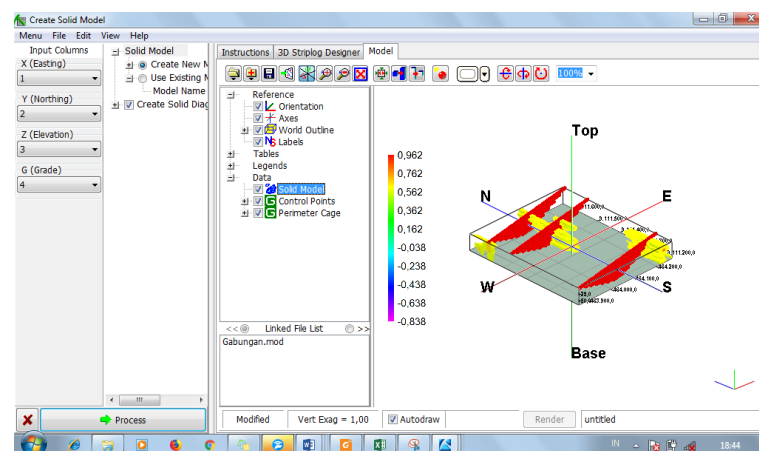 Create Solid Model
Menu File Edit View Help
Input Columns
X (Easting)
1
Y (Northing)
2
Z (Elevation)
3
G (Grade)
4
Solid Model
Create New N
Use Existing N
Model Name
Create Solid Diag
Instructions 3D Striplog Designer Model
100%
Reference
Orientation
Axes
World Outline
Labels
Tables
Legends
Data
Solid Model
Control Points
Perimeter Cage
<< Linked File List >>
Gabungan.mod
0,962
0,762
0,562
0,362
0,162
-0,038
-0,238
-0,438
-0,638
-0,838
Top
N E
W S
Base
Process
Modified Vert Exag = 1,00 Autodraw Render untitled
IN 18:44